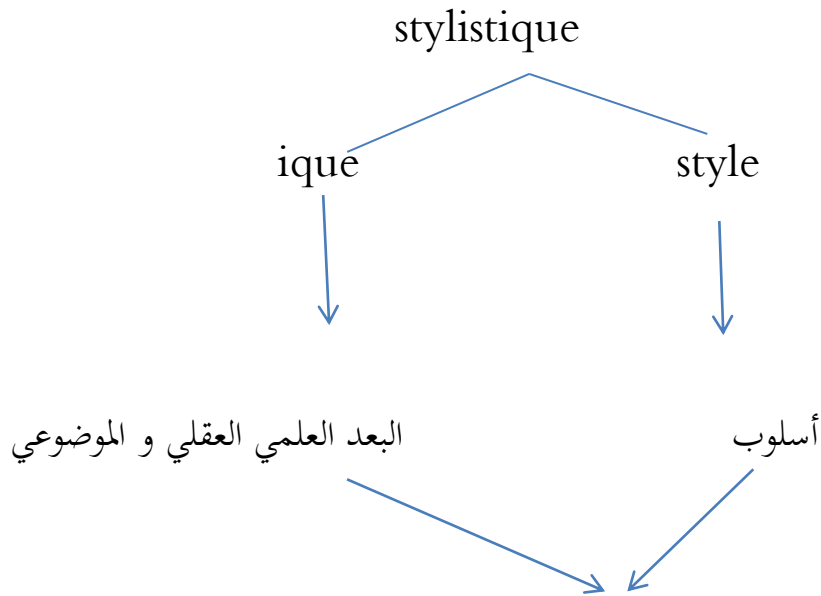 stylistique
ique style
البعد العلمي العقلي و الموضوعي أسلوب